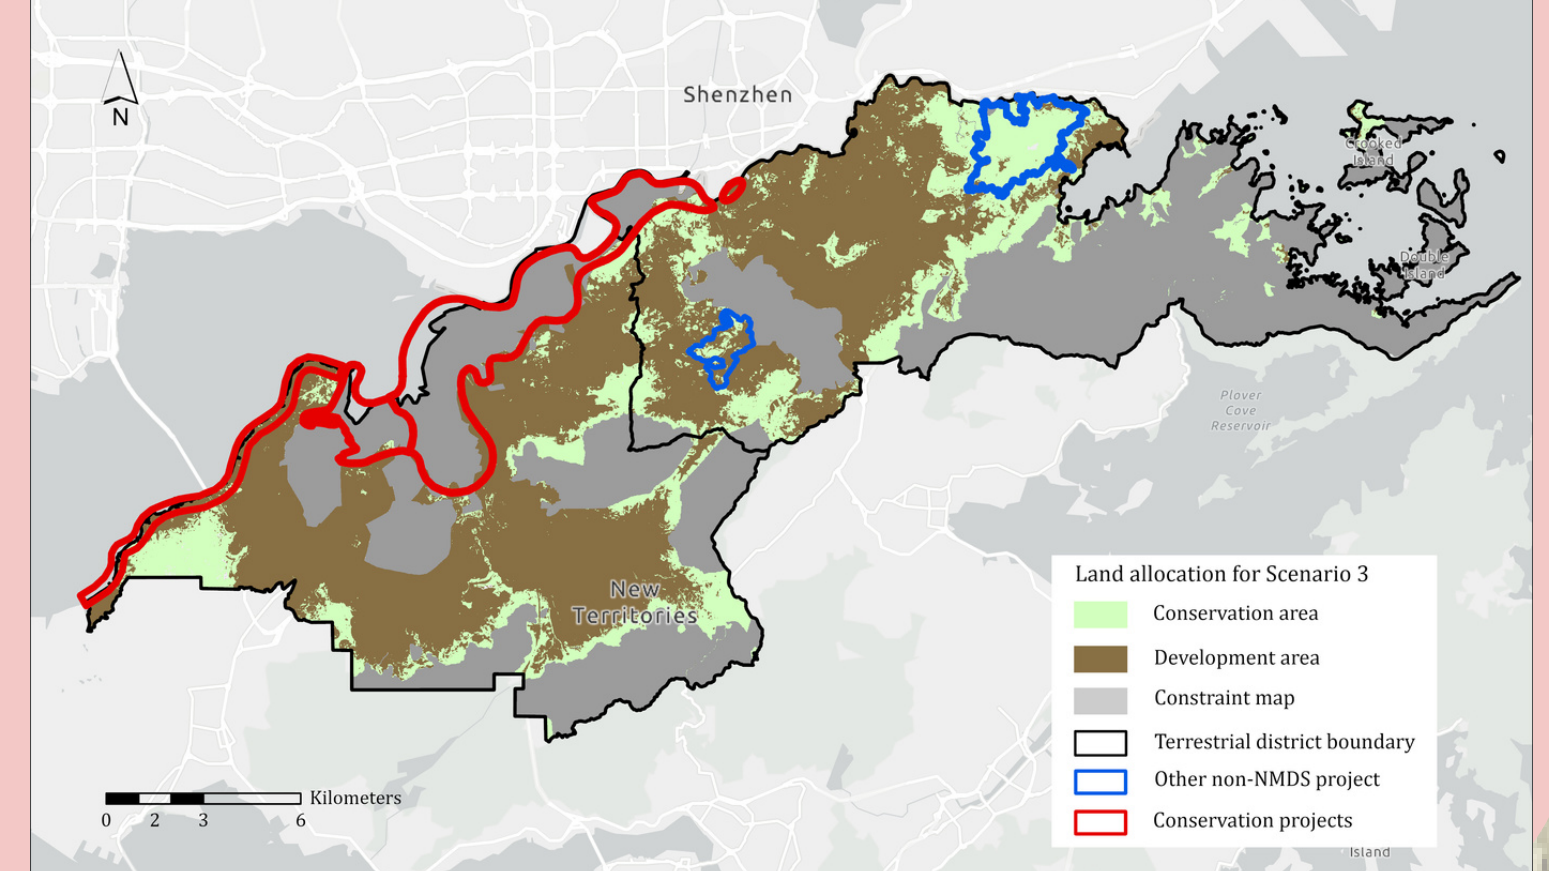 N
Shenzhen
Crooked
Island
Double
Island
Plover
Cove
Reservoir
New
Territories
Land allocation for Scenario 3
Conservation area
Development area
Constraint map
Terrestrial district boundary
Other non-NMDS project
Conservation projects
Kilometers
0 2 3 6
Island